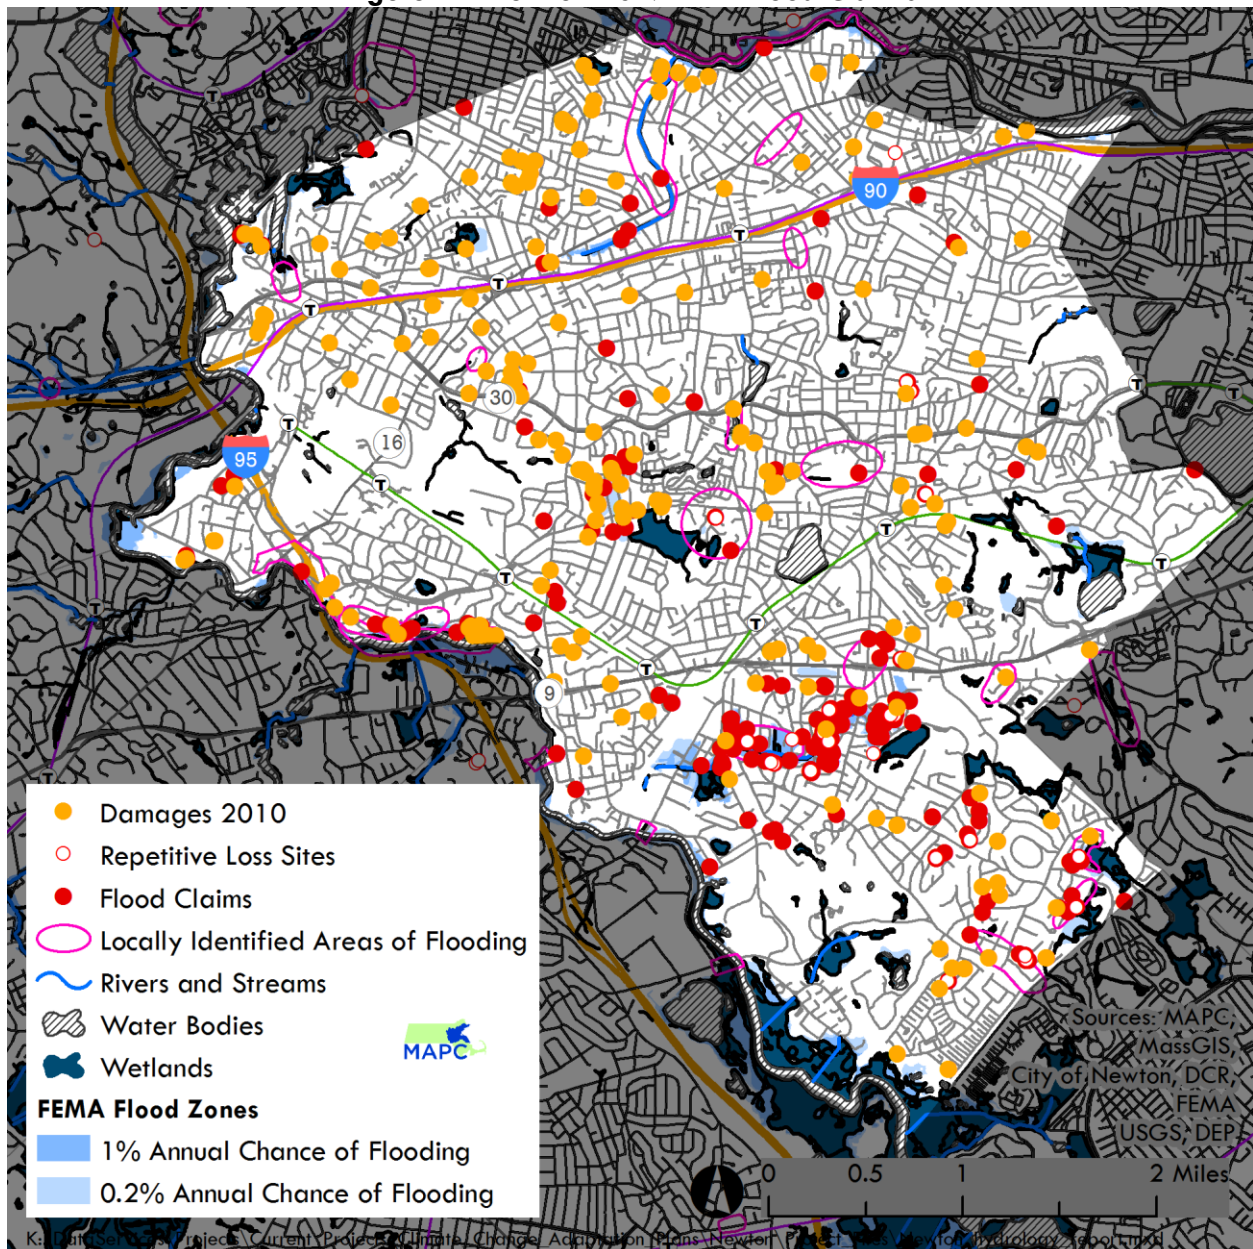 T
90
T
T
T
T
T
30
T
16
95
T
T
T
T
T
T
T
9
T
Damages 2010
Repetitive Loss Sites
Flood Claims
Locally Identified Areas of Flooding
Rivers and Streams
Water Bodies
Wetlands
MAPC
FEMA Flood Zones
1% Annual Chance of Flooding
0.2% Annual Chance of Flooding
Sources: MAPC,
MassGIS,
City of Newton, DCR,
FEMA
USGS, DEP
0 0.5 1 2 Miles